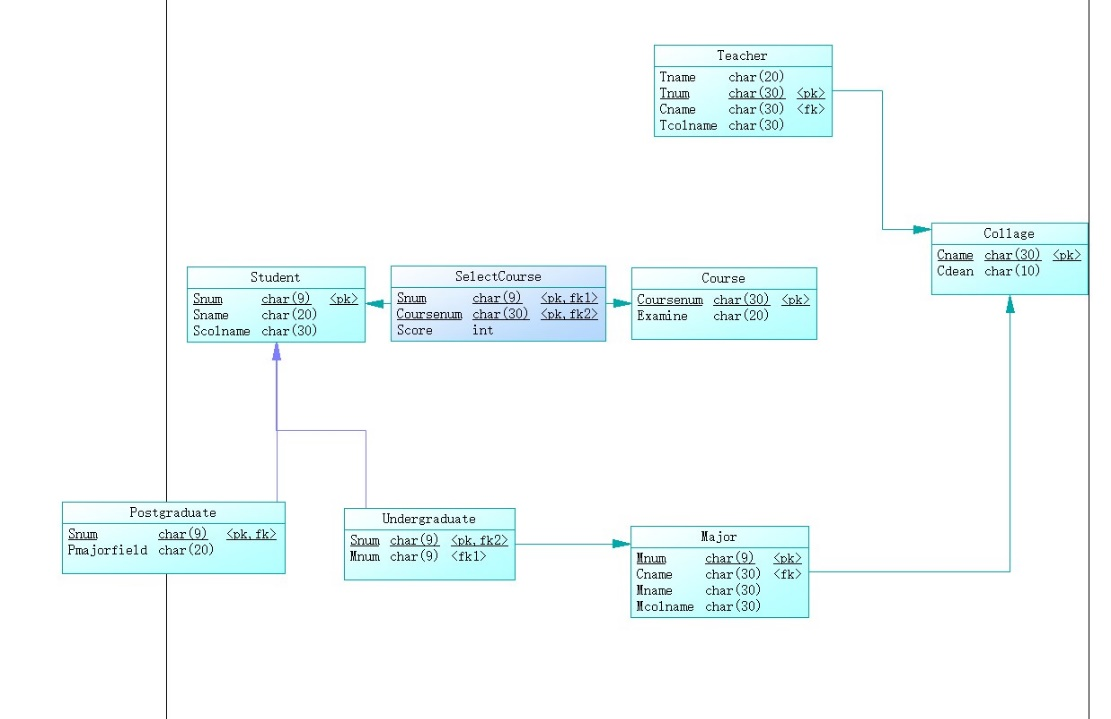 Teacher
Tname char(20)
Tnum char(30) <pk>
Cname char(30) <fk>
Tcolname char(30)
Collage
Cname char(30) <pk>
Cdean char(10)
Student
Snum char(9) <pk>
Sname char(20)
Scolname char(30)
SelectCourse
Snum char(9) <pk,fk1>
Coursenum char(30) <pk,fk2>
Score int
Course
Coursenum char(30) <pk>
Examine char(20)
Postgraduate
Snum char(9) <pk,fk>
Pmajorfield char(20)
Undergraduate
Snum char(9) <pk,fk2>
Mnum char(9) <fk1>
Major
Mnum char(9) <pk>
Cname char(30) <fk>
Mname char(30)
Mcolname char(30)